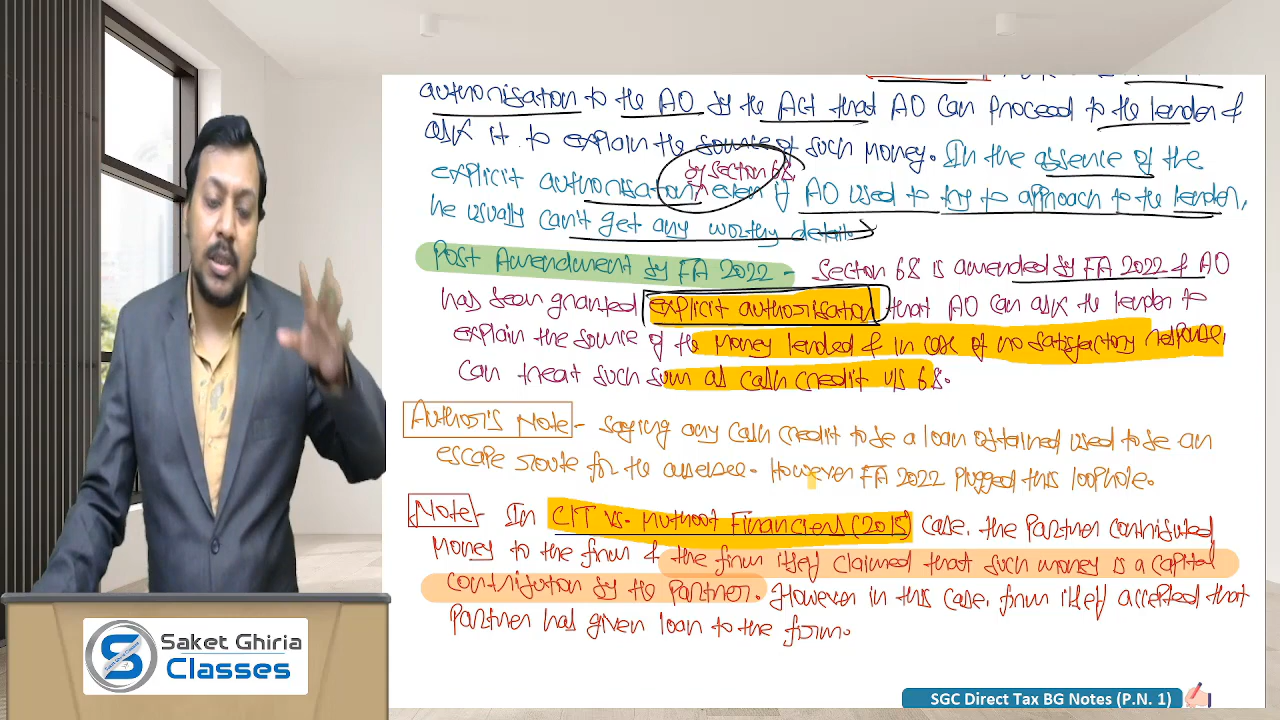 authorisation to the AO by the Act that AO can proceed to the lender &
ask it to explain the source of such money. In the absence of the
by section 68
explicit authorisation, even if AO used to try to approach to the lender,
he usually can't get any worthy details
Post Amendment by FA 2022 - Section 68 is amended by FA 2022 & AO
has been granted explicit authorisation that AO can ask the lender to
explain the source of the money lended & in case of no satisfactory response,
can treat such sum as cash credit u/s 68.
Author's Note - Saying any cash credit to be a loan obtained used to be an
escape route for the assessee. However FA 2022 plugged this loophole.
Note - In CIT vs. Muthoot Financiers (2015) case, the Partner contributed
money to the firm & the firm itself claimed that such money is a capital
contribution by the Partner. However in this case, firm itself accepted that
Partner has given loan to the firm.
Saket Ghiria
Classes
SGC Direct Tax BG Notes (P.N. 1)